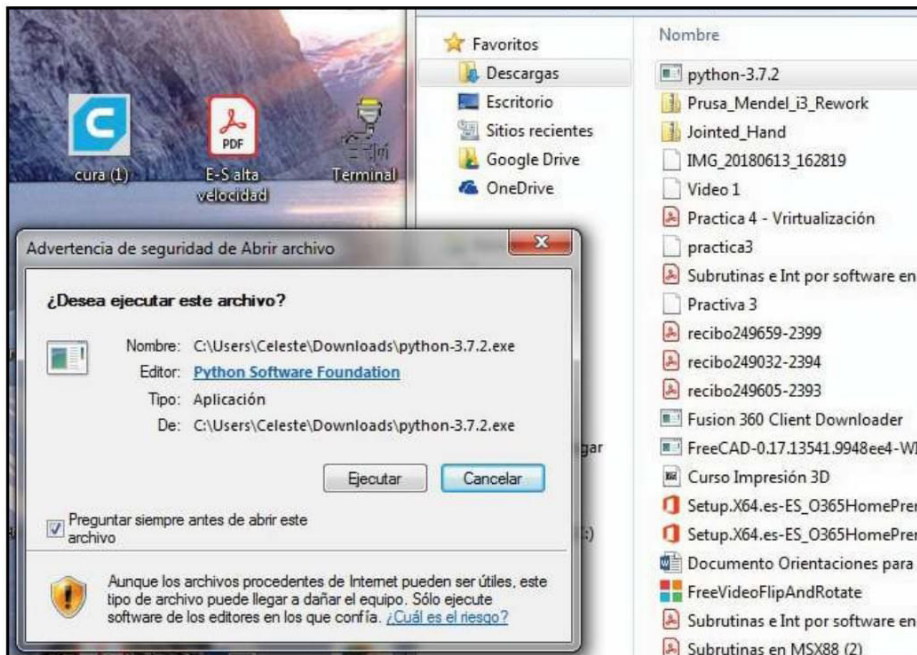 cura (1)
PDF
E-S alta
velocidad
Terminal
Favoritos
Descargas
Escritorio
Sitios recientes
Google Drive
OneDrive
Nombre
python-3.7.2
Prusa_Mendel_i3_Rework
Jointed_Hand
IMG_20180613_162819
Video 1
Practica 4 - Vrirtualización
practica3
Subrutinas e Int por software en
Practiva 3
recibo249659-2399
recibo249032-2394
recibo249605-2393
Fusion 360 Client Downloader
FreeCAD-0.17.13541.9948ee4-WI
Curso Impresión 3D
Setup.X64.es-ES_O365HomePrer
Setup.X64.es-ES_O365HomePrer
Documento Orientaciones para
FreeVideoFlipAndRotate
Subrutinas e Int por software en
Subrutinas en MSX88 (2)
gar
:)
Advertencia de seguridad de Abrir archivo
¿Desea ejecutar este archivo?
Nombre: C:\Users\Celeste\Downloads\python-3.7.2.exe
Editor: Python Software Foundation
Tipo: Aplicación
De: C:\Users\Celeste\Downloads\python-3.7.2.exe
Ejecutar Cancelar
Preguntar siempre antes de abrir este
archivo
Aunque los archivos procedentes de Internet pueden ser útiles, este
tipo de archivo puede llegar a dañar el equipo. Sólo ejecute
software de los editores en los que confía. ¿Cuál es el riesgo?